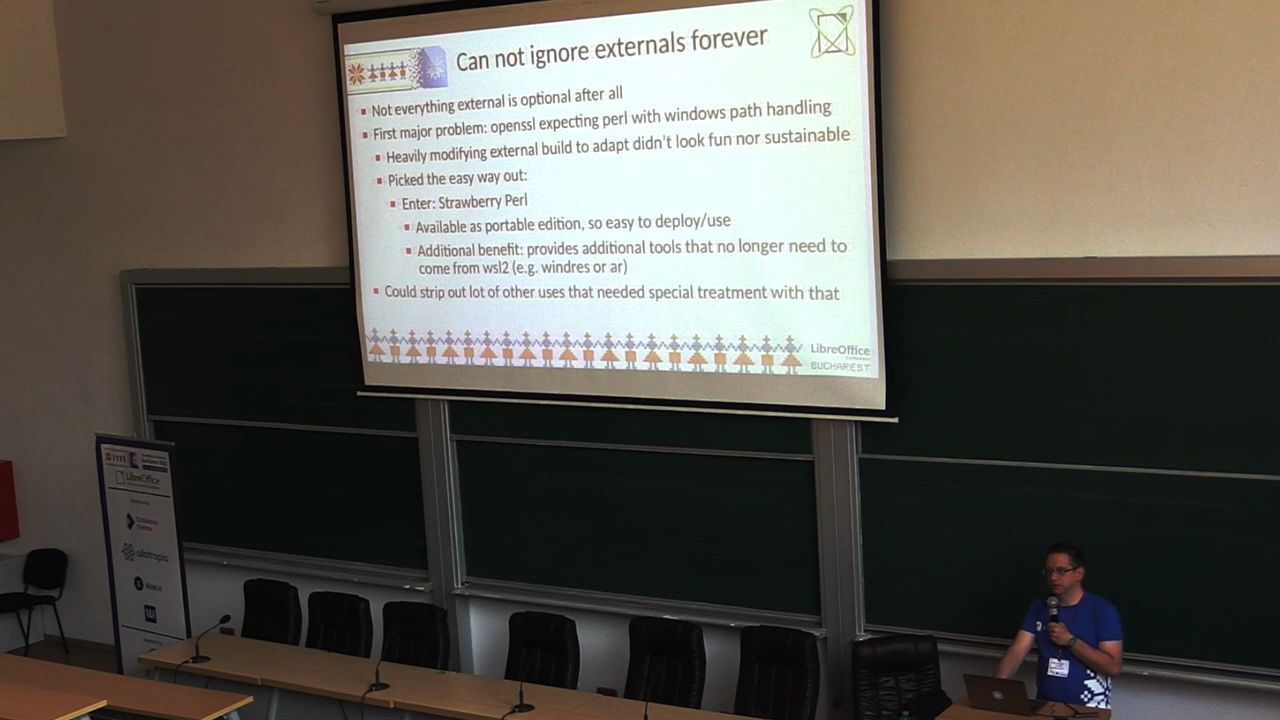 Can not ignore externals forever
Not everything external is optional after all
First major problem: openssl expecting perl with windows path handling
Heavily modifying external build to adapt didn't look fun nor sustainable
Picked the easy way out:
Enter: Strawberry Perl
Available as portable edition, so easy to deploy/use
Additional benefit: provides additional tools that no longer need to
come from wsl2 (e.g. windres or ar)
Could strip out lot of other uses that needed special treatment with that
LibreOffice
BUCHAREST
LibreOffice
Collabora
Online
allotropia